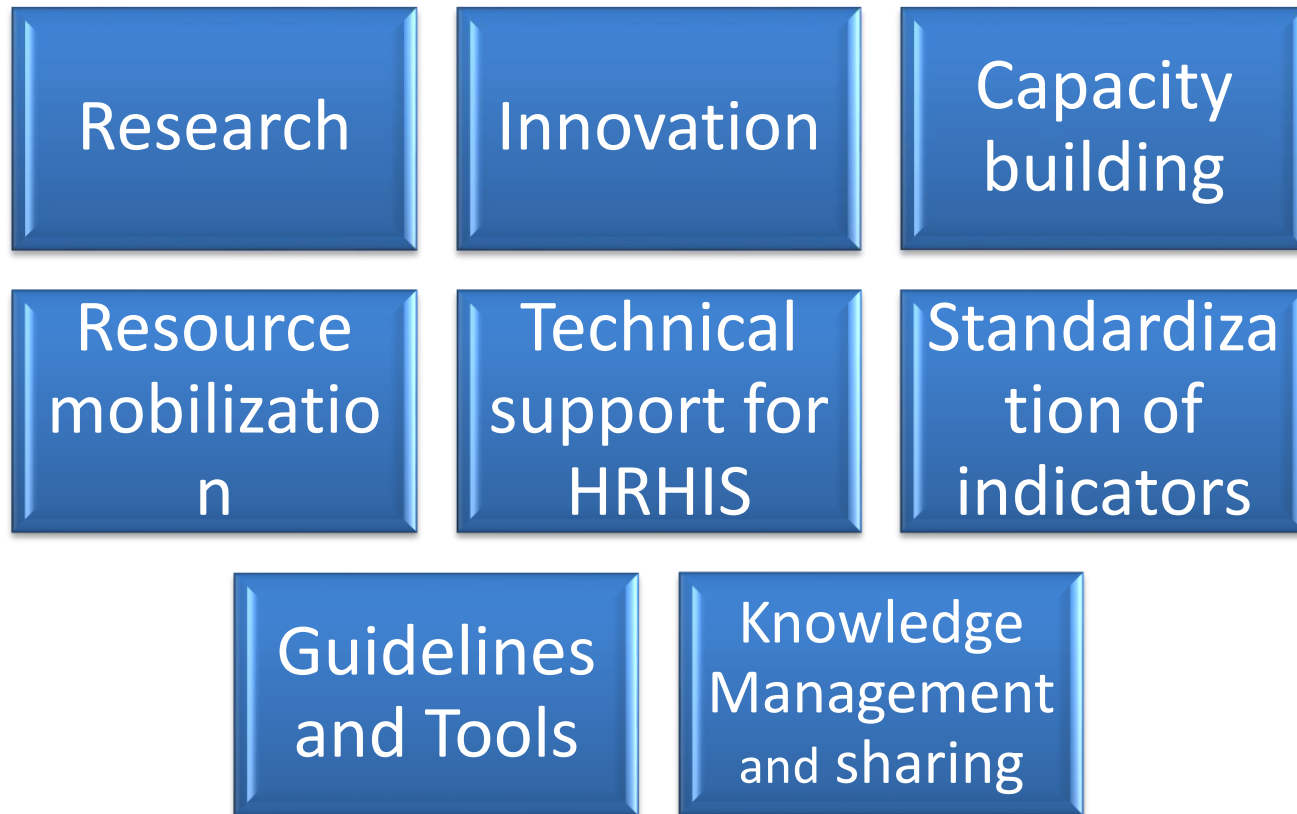 Research
Innovation
Capacity
building
Resource
mobilizatio
n
Technical
support for
HRHIS
Standardiza
tion of
indicators
Guidelines
and Tools
Knowledge
Management
and sharing